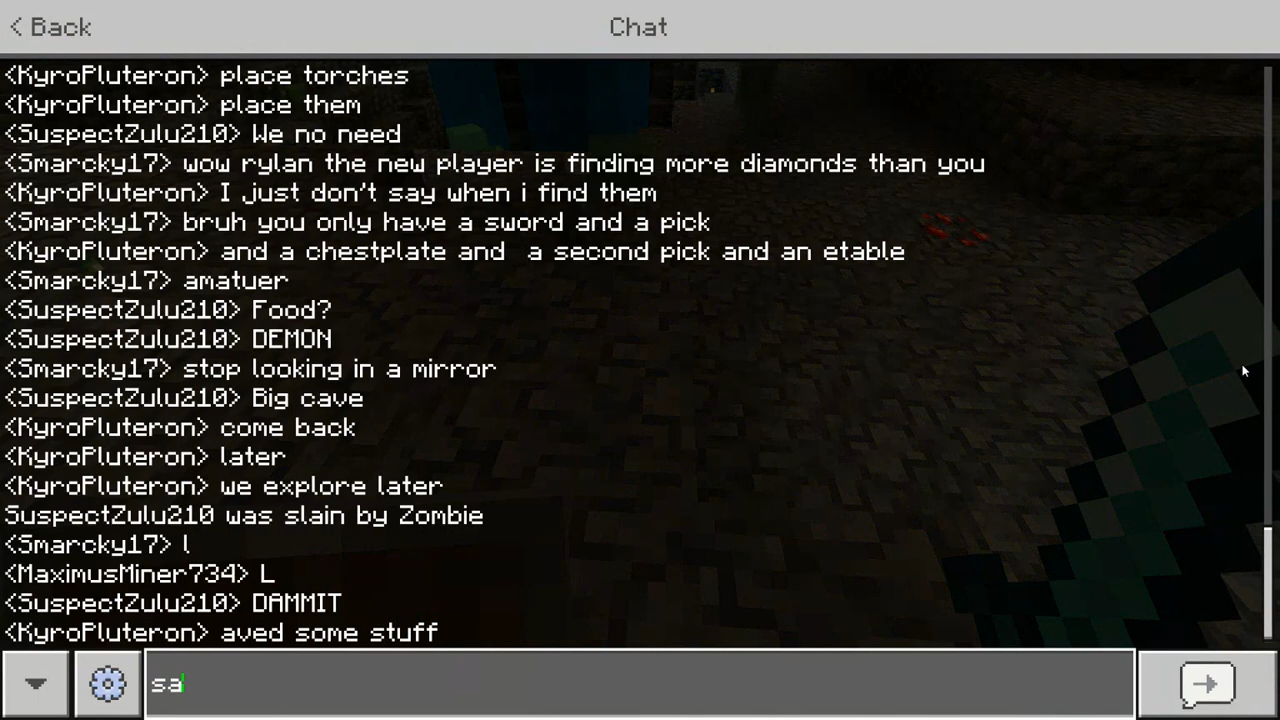 < Back
Chat
<KyroPluteron> place torches
<KyroPluteron> place them
<SuspectZulu210> We no need
<Smarcky17> wow rylan the new player is finding more diamonds than you
<KyroPluteron> I just don't say when i find them
<Smarcky17> bruh you only have a sword and a pick
<KyroPluteron> and a chestplate and  a second pick and an etable
<Smarcky17> amatuer
<SuspectZulu210> Food?
<SuspectZulu210> DEMON
<Smarcky17> stop looking in a mirror
<SuspectZulu210> Big cave
<KyroPluteron> come back
<KyroPluteron> later
<KyroPluteron> we explore later
SuspectZulu210 was slain by Zombie
<Smarcky17> l
<MaximusMiner734> L
<SuspectZulu210> DAMMIT
<KyroPluteron> aved some stuff
sa